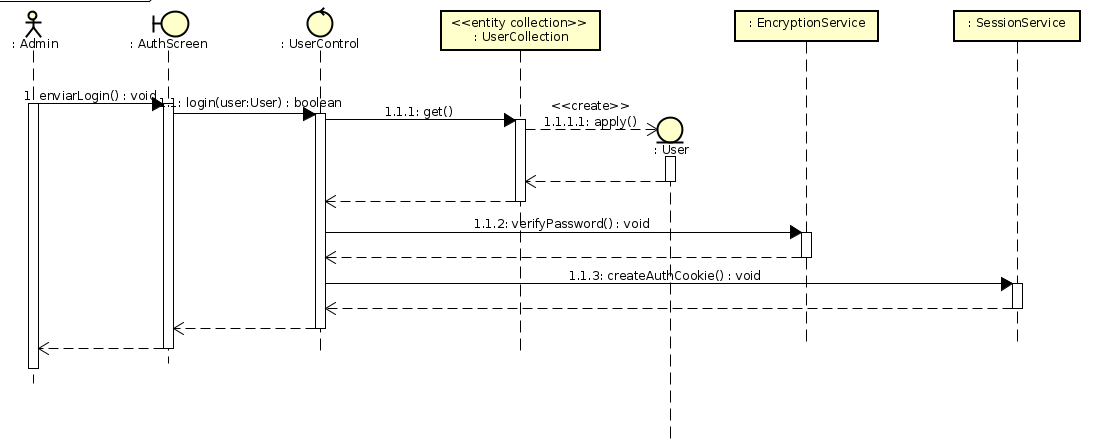 <<entity collection>>
: UserCollection
: EncryptionService
: SessionService
: Admin
: AuthScreen
: UserControl
1: enviarLogin() : void
1.1: login(user:User) : boolean
1.1.1: get()
<<create>>
1.1.1.1: apply()
: User
1.1.2: verifyPassword() : void
1.1.3: createAuthCookie() : void